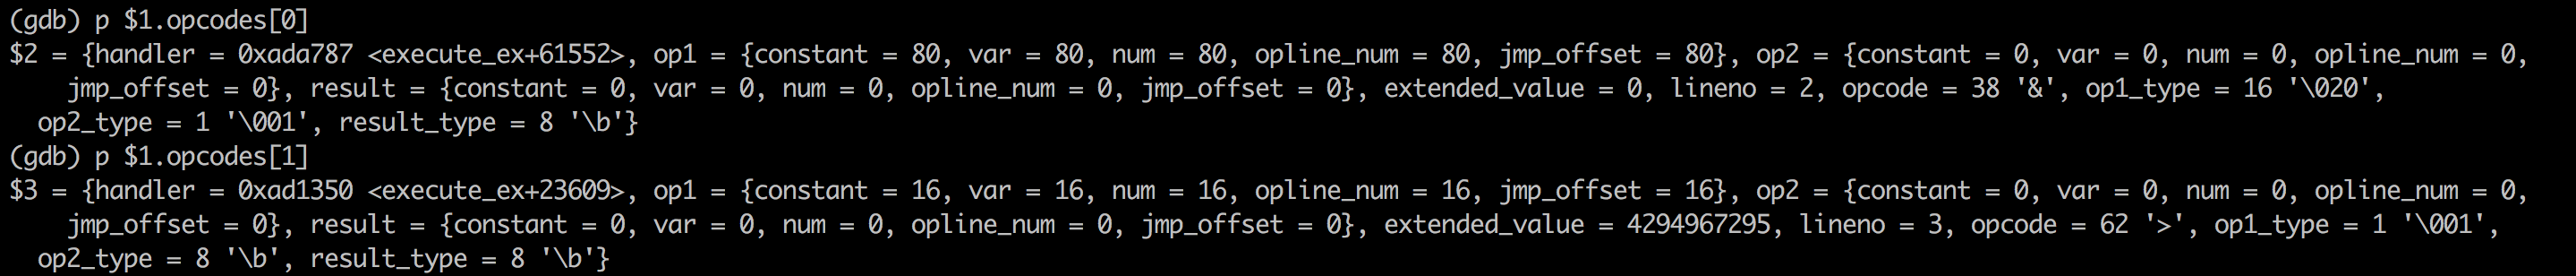 (gdb) p $1.opcodes[0]
$2 = {handler = 0xada787 <execute_ex+61552>, op1 = {constant = 80, var = 80, num = 80, opline_num = 80, jmp_offset = 80}, op2 = {constant = 0, var = 0, num = 0, opline_num = 0,
    jmp_offset = 0}, result = {constant = 0, var = 0, num = 0, opline_num = 0, jmp_offset = 0}, extended_value = 0, lineno = 2, opcode = 38 '&', op1_type = 16 '\020',
  op2_type = 1 '\001', result_type = 8 '\b'}
(gdb) p $1.opcodes[1]
$3 = {handler = 0xad1350 <execute_ex+23609>, op1 = {constant = 16, var = 16, num = 16, opline_num = 16, jmp_offset = 16}, op2 = {constant = 0, var = 0, num = 0, opline_num = 0,
    jmp_offset = 0}, result = {constant = 0, var = 0, num = 0, opline_num = 0, jmp_offset = 0}, extended_value = 4294967295, lineno = 3, opcode = 62 '>', op1_type = 1 '\001',
  op2_type = 8 '\b', result_type = 8 '\b'}